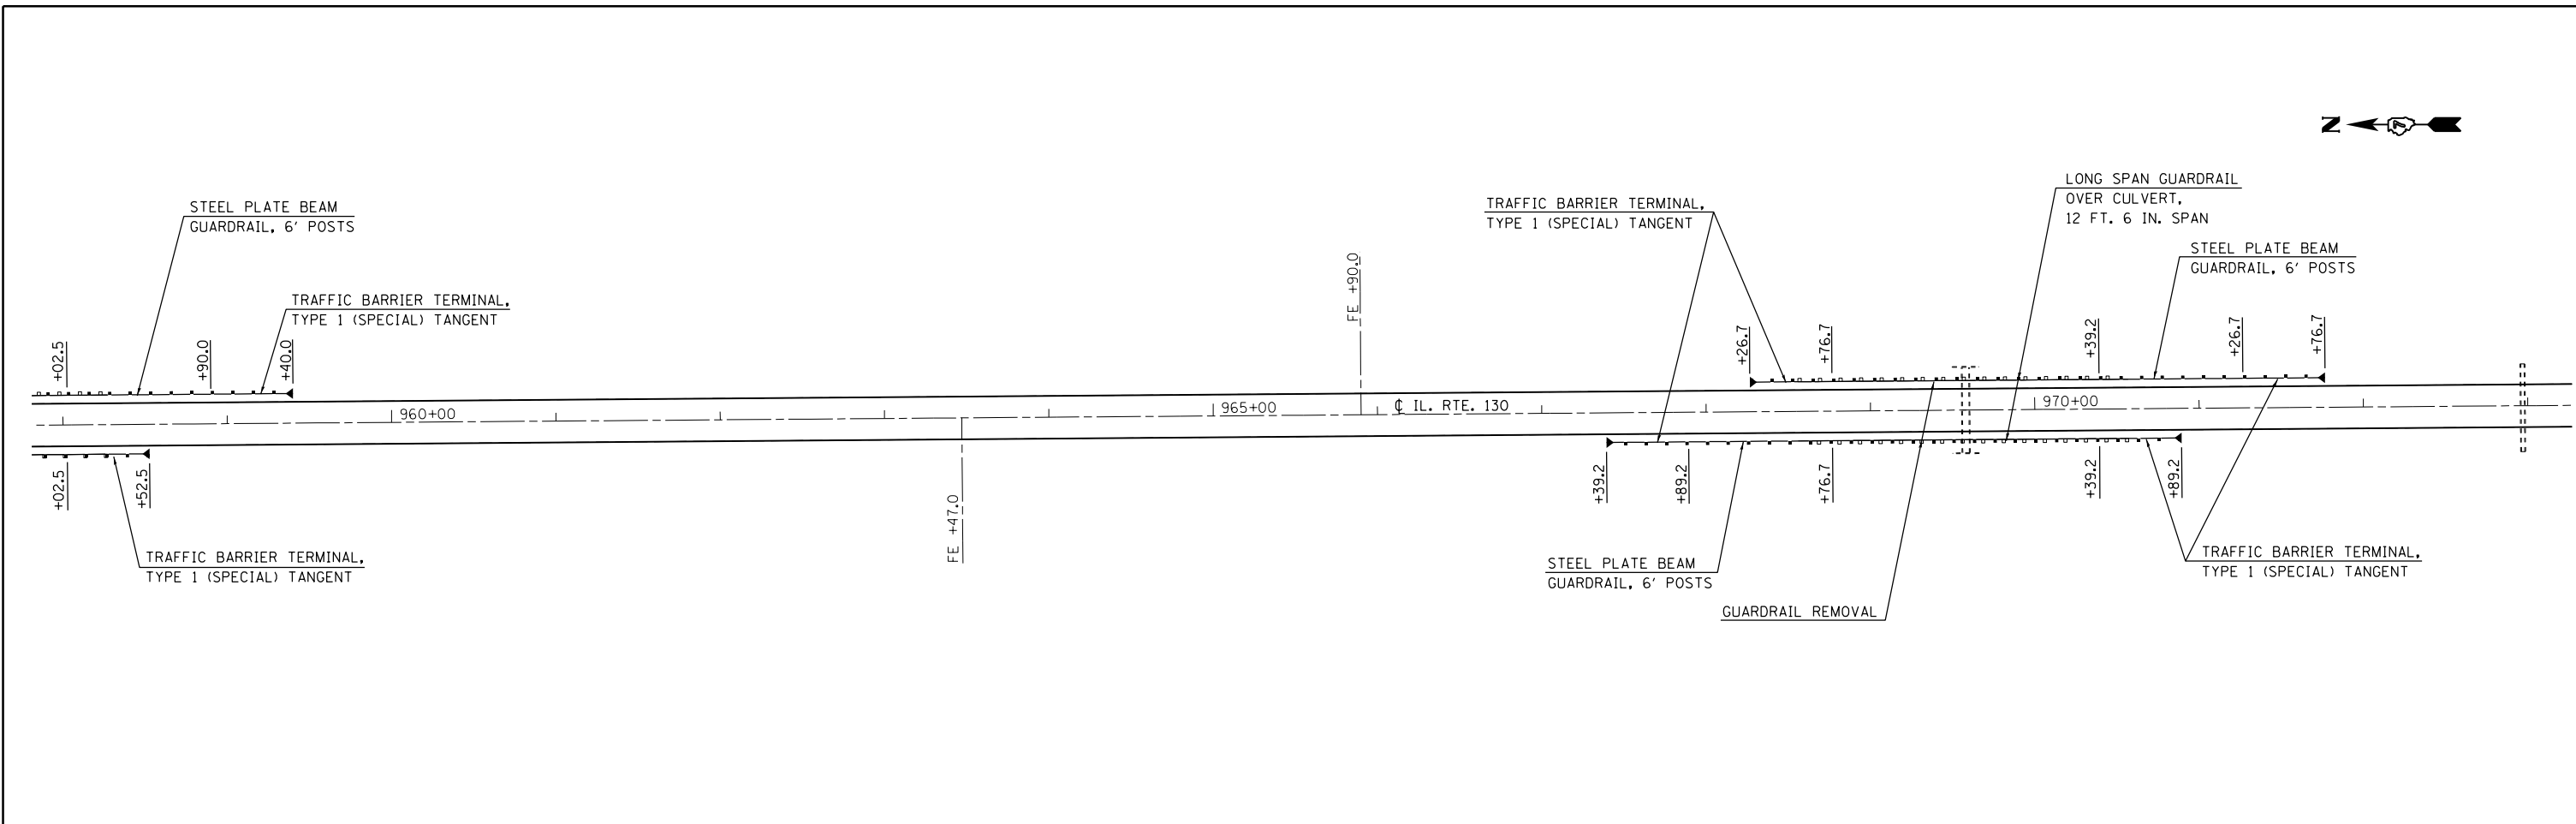 N
LONG SPAN GUARDRAIL
OVER CULVERT,
12 FT. 6 IN. SPAN
STEEL PLATE BEAM
GUARDRAIL, 6' POSTS
TRAFFIC BARRIER TERMINAL,
TYPE 1 (SPECIAL) TANGENT
STEEL PLATE BEAM
GUARDRAIL, 6' POSTS
TRAFFIC BARRIER TERMINAL,
TYPE 1 (SPECIAL) TANGENT
FE +90.0
+02.5
+90.0
+40.0
+26.7
+76.7
+39.2
+26.7
+76.7
960+00
965+00
℄ IL. RTE. 130
970+00
+02.5
+52.5
FE +47.0
+39.2
+89.2
+76.7
+39.2
+89.2
TRAFFIC BARRIER TERMINAL,
TYPE 1 (SPECIAL) TANGENT
STEEL PLATE BEAM
GUARDRAIL, 6' POSTS
GUARDRAIL REMOVAL
TRAFFIC BARRIER TERMINAL,
TYPE 1 (SPECIAL) TANGENT